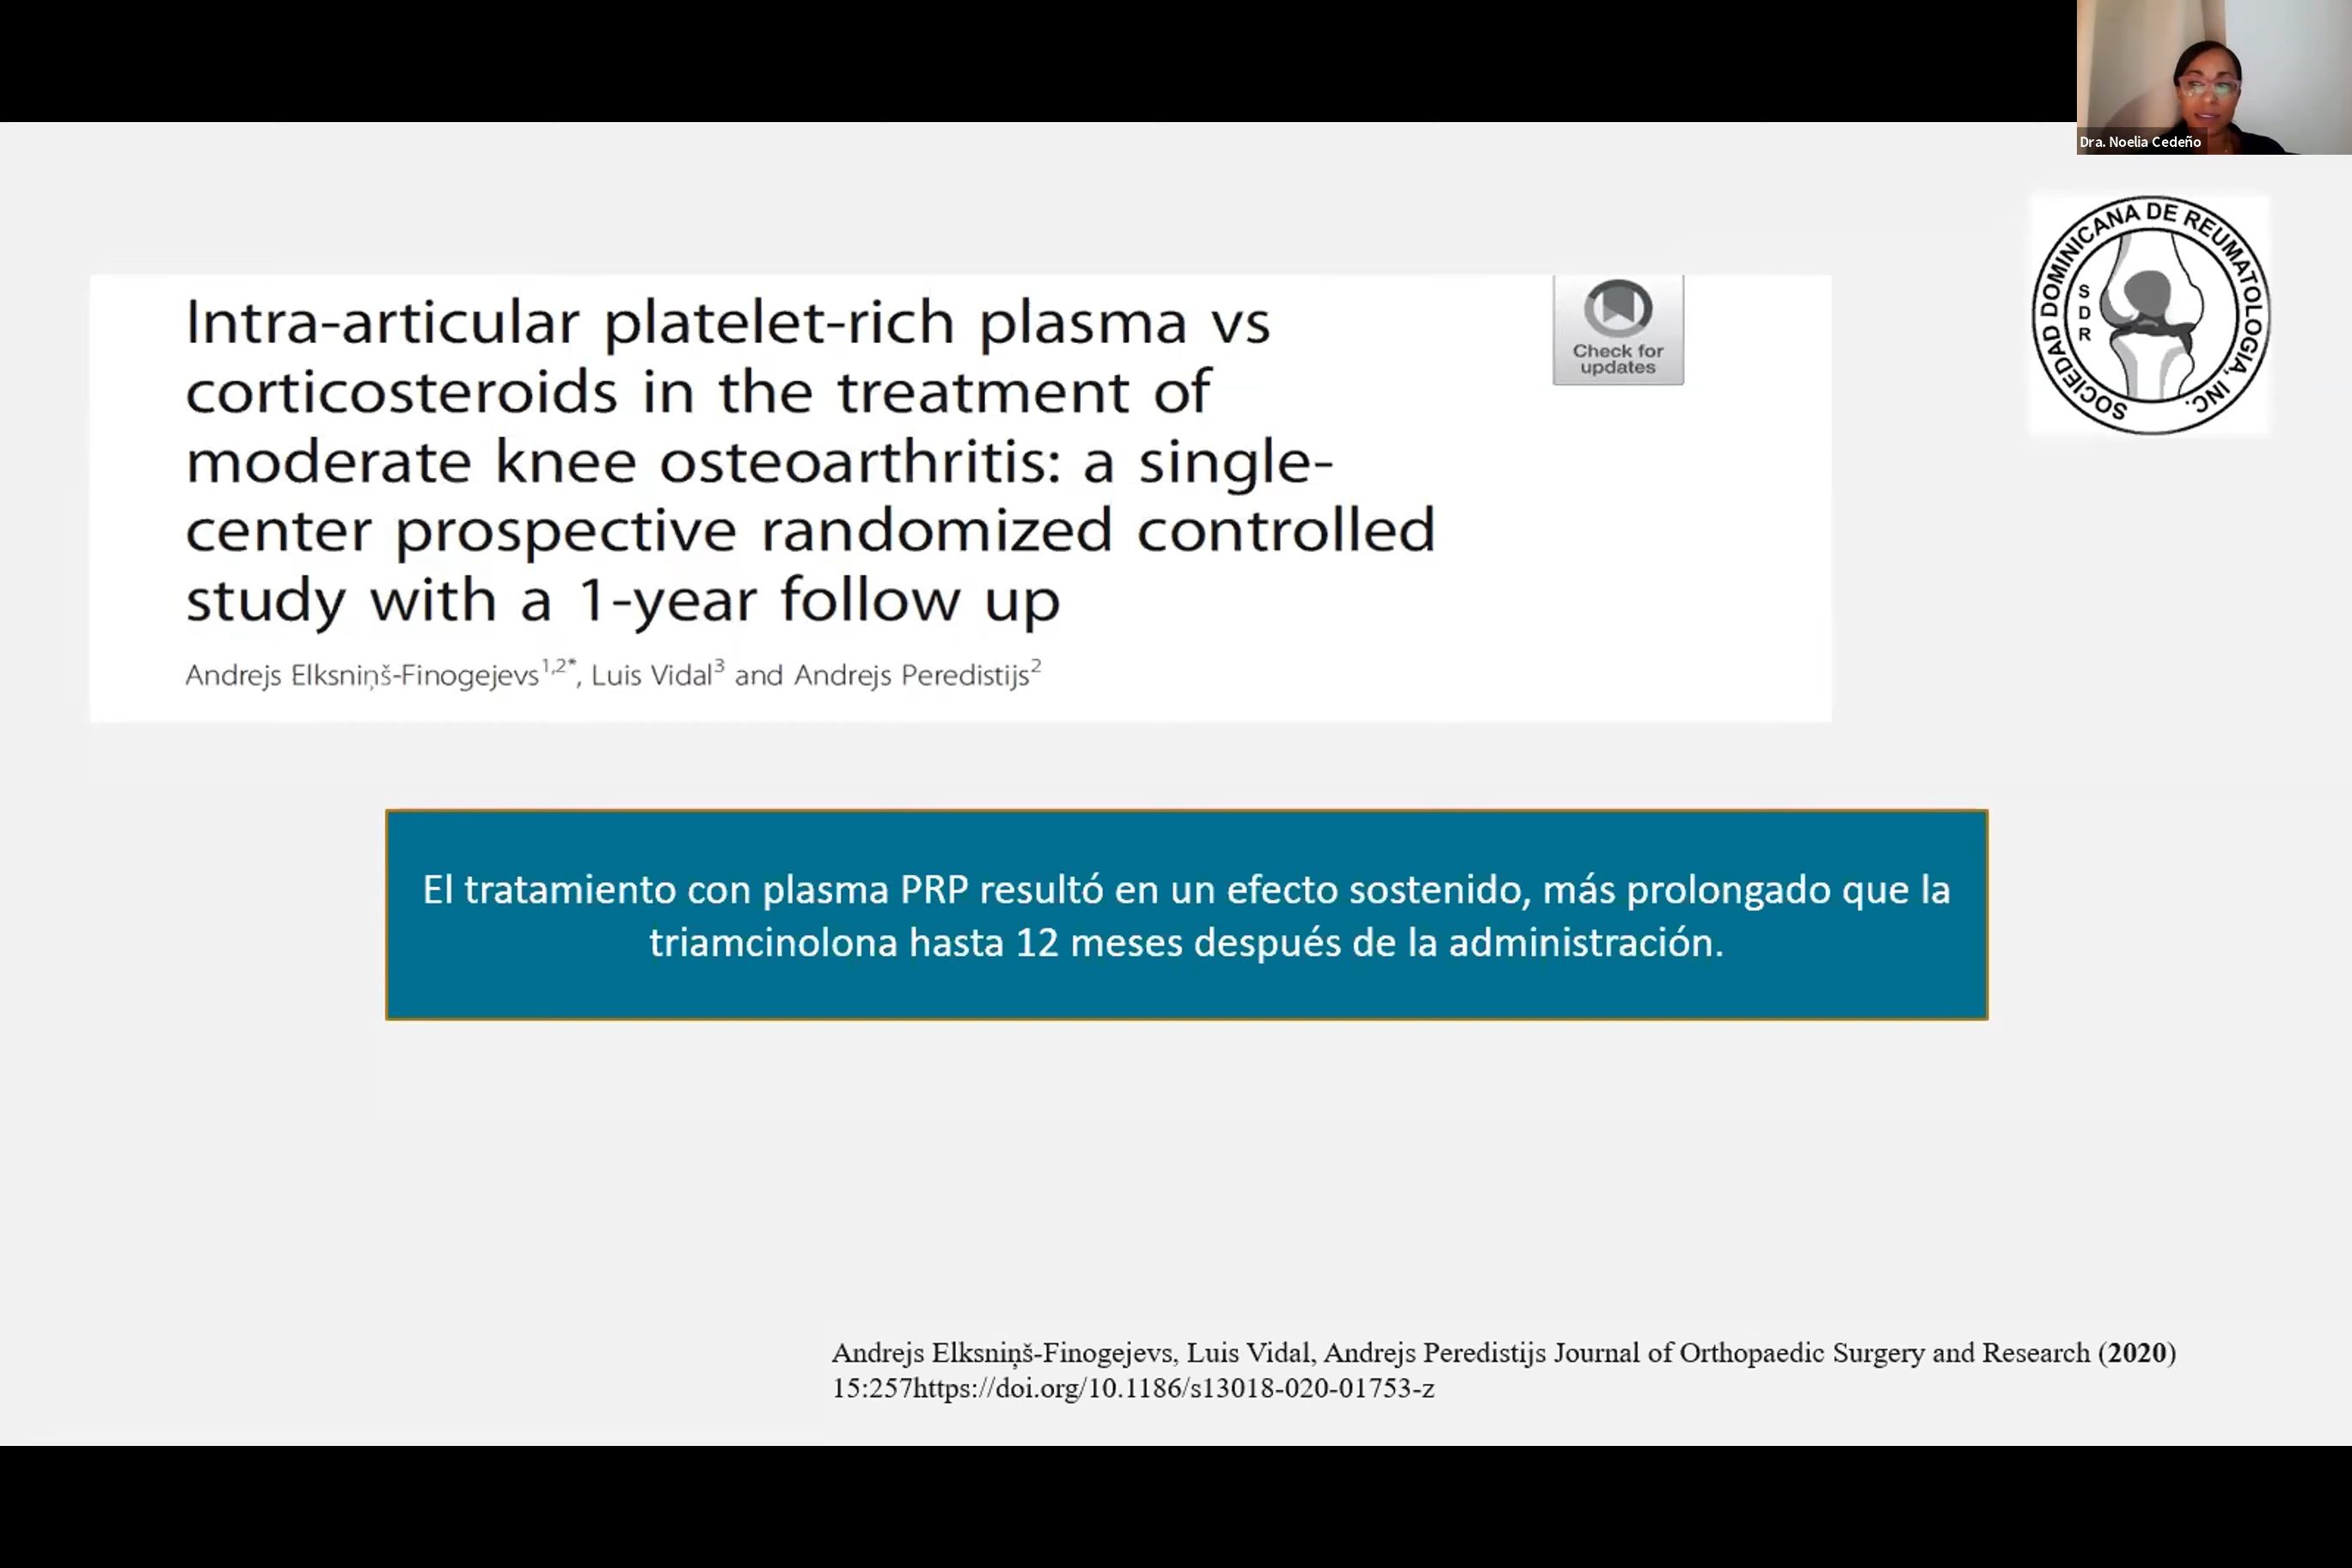 Dra. Noelia Cedeño
SOCIEDAD DOMINICANA DE REUMATOLOGIA, INC.
S
D
R
Intra-articular platelet-rich plasma vs
corticosteroids in the treatment of
moderate knee osteoarthritis: a single-
center prospective randomized controlled
study with a 1-year follow up
Check for
updates
Andrejs Elksniņš-Finogejevs1,2*, Luis Vidal3 and Andrejs Peredistijs2
El tratamiento con plasma PRP resultó en un efecto sostenido, más prolongado que la
triamcinolona hasta 12 meses después de la administración.
Andrejs Elksniņš-Finogejevs, Luis Vidal, Andrejs Peredistijs Journal of Orthopaedic Surgery and Research (2020)
15:257https://doi.org/10.1186/s13018-020-01753-z